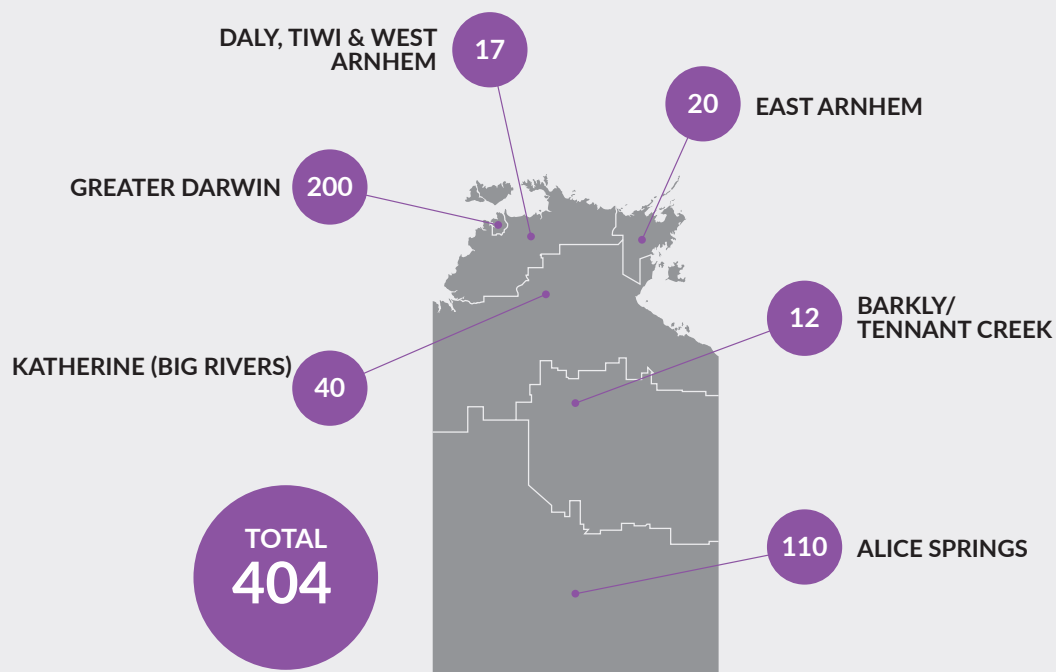 DALY, TIWI & WEST
ARNHEM
17
20
EAST ARNHEM
GREATER DARWIN
200
12
BARKLY/
TENNANT CREEK
KATHERINE (BIG RIVERS)
40
TOTAL
404
110
ALICE SPRINGS